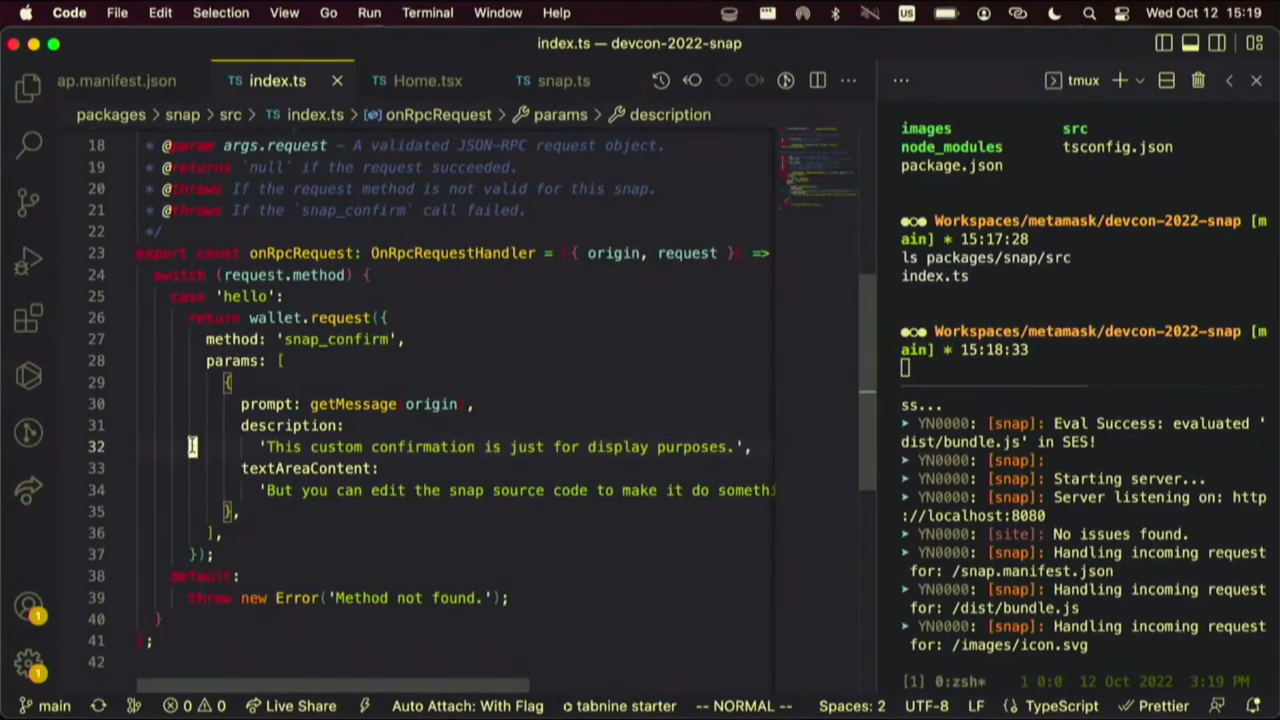 Code File Edit Selection View Go Run Terminal Window Help US Wed Oct 12 15:19
index.ts — devcon-2022-snap
ap.manifest.json TS index.ts TS Home.tsx TS snap.ts
packages > snap > src > TS index.ts > onRpcRequest > params > description
18 * @param args.request - A validated JSON-RPC request object.
19 * @returns `null` if the request succeeded.
20 * @throws If the request method is not valid for this snap.
21 * @throws If the `snap_confirm` call failed.
22 */
23 export const onRpcRequest: OnRpcRequestHandler = ({ origin, request }) =>
24 switch (request.method) {
25 case 'hello':
26 return wallet.request({
27 method: 'snap_confirm',
28 params: [
29 {
30 prompt: getMessage(origin),
31 description:
32 'This custom confirmation is just for display purposes.',
33 textAreaContent:
34 'But you can edit the snap source code to make it do somethi
35 },
36 ],
37 });
38 default:
39 throw new Error('Method not found.');
40 }
41 };
42
tmux
images src
node_modules tsconfig.json
package.json
Workspaces/metamask/devcon-2022-snap [m
ain] * 15:17:28
ls packages/snap/src
index.ts
Workspaces/metamask/devcon-2022-snap [m
ain] * 15:18:33
ss...
➤ YN0000: [snap]: Eval Success: evaluated '
dist/bundle.js' in SES!
➤ YN0000: [snap]:
➤ YN0000: [snap]: Starting server...
➤ YN0000: [snap]: Server listening on: http
://localhost:8080
➤ YN0000: [site]: No issues found.
➤ YN0000: [snap]: Handling incoming request
for: /snap.manifest.json
➤ YN0000: [snap]: Handling incoming request
for: /dist/bundle.js
➤ YN0000: [snap]: Handling incoming request
for: /images/icon.svg
[1] 0:zsh* 1 0:0 12 Oct 2022 3:19 PM
1
1
main 0 0 Live Share Auto Attach: With Flag tabnine starter -- NORMAL -- Spaces: 2 UTF-8 LF TypeScript Prettier